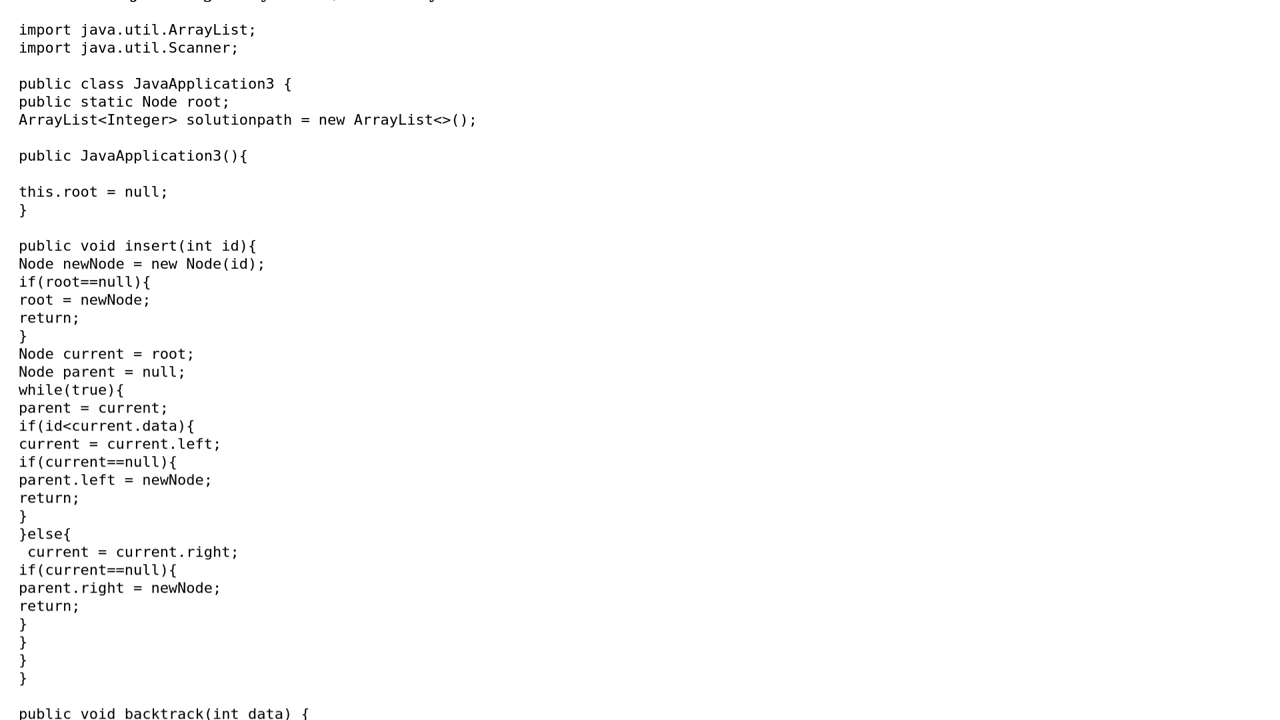 import java.util.ArrayList;
import java.util.Scanner;
public class JavaApplication3 {
public static Node root;
ArrayList<Integer> solutionpath = new ArrayList<>();
public JavaApplication3(){
this.root = null;
}
public void insert(int id){
Node newNode = new Node(id);
if(root==null){
root = newNode;
return;
}
Node current = root;
Node parent = null;
while(true){
parent = current;
if(id<current.data){
current = current.left;
if(current==null){
parent.left = newNode;
return;
}
}else{
current = current.right;
if(current==null){
parent.right = newNode;
return;
}
}
}
}
public void backtrack(int data) {